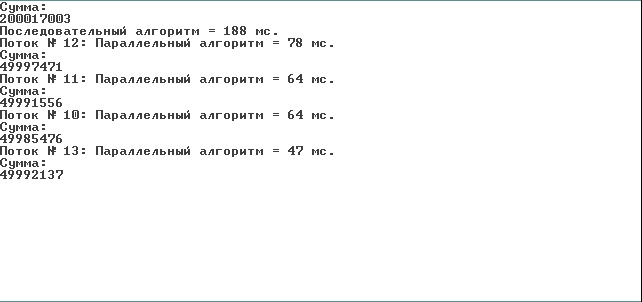 Сумма:
200017003
Последовательный алгоритм = 188 мс.
Поток № 12: Параллельный алгоритм = 78 мс.
Сумма:
49997471
Поток № 11: Параллельный алгоритм = 64 мс.
Сумма:
49991556
Поток № 10: Параллельный алгоритм = 64 мс.
Сумма:
49985476
Поток № 13: Параллельный алгоритм = 47 мс.
Сумма:
49992137